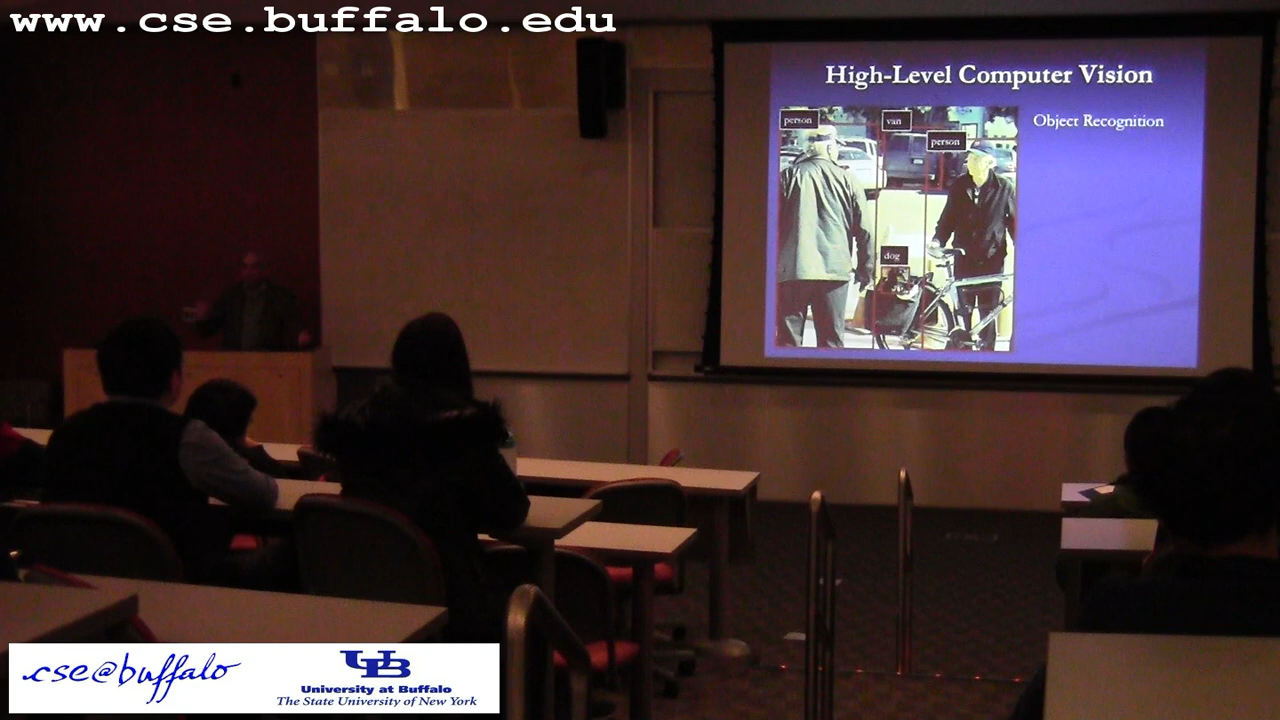 www.cse.buffalo.edu
High-Level Computer Vision
Object Recognition
person
van
person
dog
cse@buffalo
UB
University at Buffalo
The State University of New York